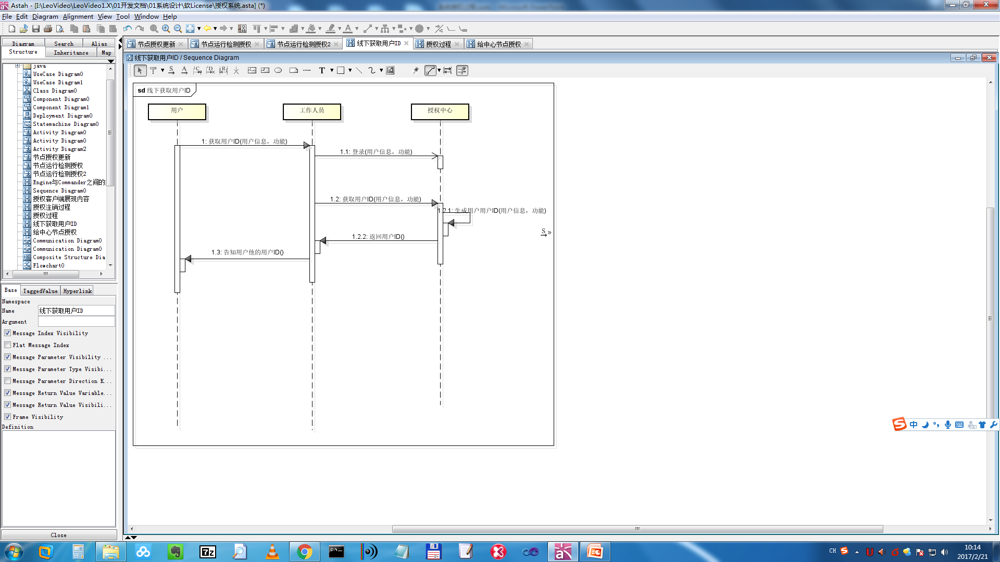 Astah - [I:\LeoVideo\LeoVideo1.X\01开发文档\01系统设计\软License\授权系统.asta] (*)
File Edit Diagram Alignment View Tool Window Help
Diagram Search Alias
Structure Inheritance Map
节点授权更新 节点运行检测授权 节点运行检测授权2 线下获取用户ID 授权过程 给中心节点授权
线下获取用户ID / Sequence Diagram
java
UseCase Diagram0
UseCase Diagram1
Class Diagram0
Component Diagram0
Component Diagram1
Deployment Diagram0
Statemachine Diagram0
Activity Diagram0
Activity Diagram0
Activity Diagram2
节点授权更新
节点运行检测授权
节点运行检测授权2
Engine与Commander之间的
Sequence Diagram0
授权客户端展现内容
授权注销过程
授权过程
线下获取用户ID
给中心节点授权
Communication Diagram0
Communication Diagram0
Composite Structure Dia
Flowchart0
sd 线下获取用户ID
用户
工作人员
授权中心
1: 获取用户ID(用户信息，功能)
1.1: 登录(用户信息，功能)
1.2: 获取用户ID(用户信息，功能)
1.2.1: 生成用户用户ID(用户信息，功能)
1.2.2: 返回用户ID()
1.3: 告知用户他的用户ID()
Base TaggedValue Hyperlink
Namespace
Name 线下获取用户ID
Argument
Message Index Visibility
Flat Message Index
Message Parameter Visibility ...
Message Parameter Type Visibi...
Message Parameter Direction K...
Message Return Value Variable...
Message Return Value Visibili...
Frame Visibility
Definition
Close
中
7z
C:\_
CH
10:14
2017/2/21